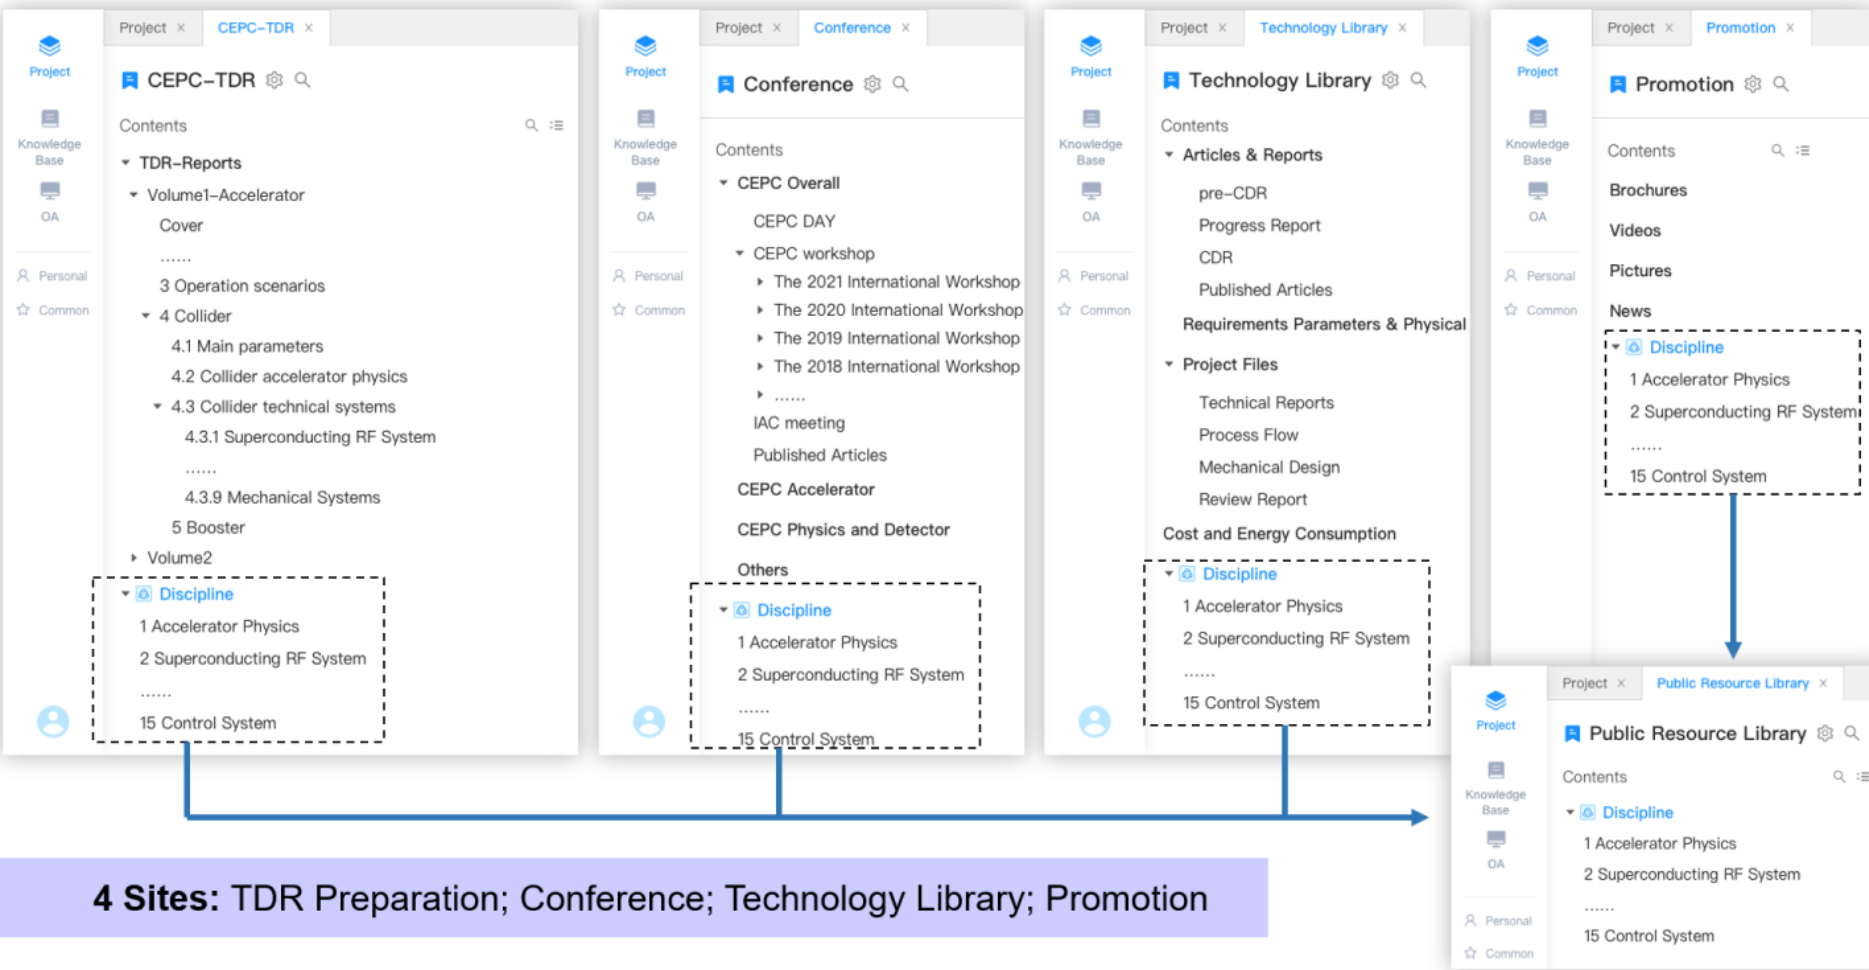 Project ×
CEPC-TDR ×
Project
Knowledge
Base
OA
Personal
Common
CEPC-TDR
Contents
TDR-Reports
Volume1-Accelerator
Cover
......
3 Operation scenarios
4 Collider
4.1 Main parameters
4.2 Collider accelerator physics
4.3 Collider technical systems
4.3.1 Superconducting RF System
......
4.3.9 Mechanical Systems
5 Booster
Volume2
Discipline
1 Accelerator Physics
2 Superconducting RF System
......
15 Control System
Project ×
Conference ×
Project
Knowledge
Base
OA
Personal
Common
Conference
Contents
CEPC Overall
CEPC DAY
CEPC workshop
The 2021 International Workshop
The 2020 International Workshop
The 2019 International Workshop
The 2018 International Workshop
......
IAC meeting
Published Articles
CEPC Accelerator
CEPC Physics and Detector
Others
Discipline
1 Accelerator Physics
2 Superconducting RF System
......
15 Control System
Project ×
Technology Library ×
Project
Knowledge
Base
OA
Personal
Common
Technology Library
Contents
Articles & Reports
pre-CDR
Progress Report
CDR
Published Articles
Requirements Parameters & Physical
Project Files
Technical Reports
Process Flow
Mechanical Design
Review Report
Cost and Energy Consumption
Discipline
1 Accelerator Physics
2 Superconducting RF System
......
15 Control System
Project ×
Promotion ×
Project
Knowledge
Base
OA
Personal
Common
Promotion
Contents
Brochures
Videos
Pictures
News
Discipline
1 Accelerator Physics
2 Superconducting RF System
......
15 Control System
Project ×
Public Resource Library ×
Project
Knowledge
Base
OA
Personal
Common
Public Resource Library
Contents
Discipline
1 Accelerator Physics
2 Superconducting RF System
......
15 Control System
4 Sites: TDR Preparation; Conference; Technology Library; Promotion